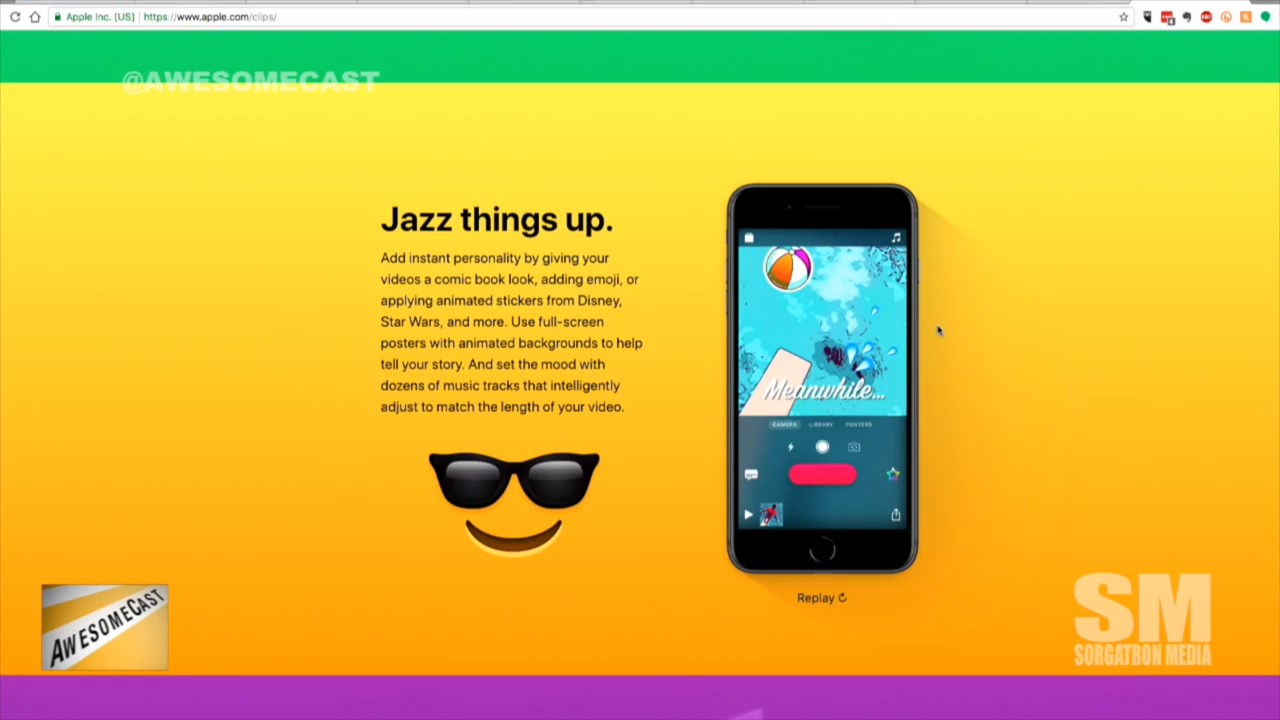 Apple Inc. [US]
https://www.apple.com/clips/
@AWESOMECAST
Jazz things up.
Add instant personality by giving your
videos a comic book look, adding emoji, or
applying animated stickers from Disney,
Star Wars, and more. Use full-screen
posters with animated backgrounds to help
tell your story. And set the mood with
dozens of music tracks that intelligently
adjust to match the length of your video.
Meanwhile...
CAMERA LIBRARY POSTERS
Replay
AWESOMECAST
SM
SORGATRON MEDIA